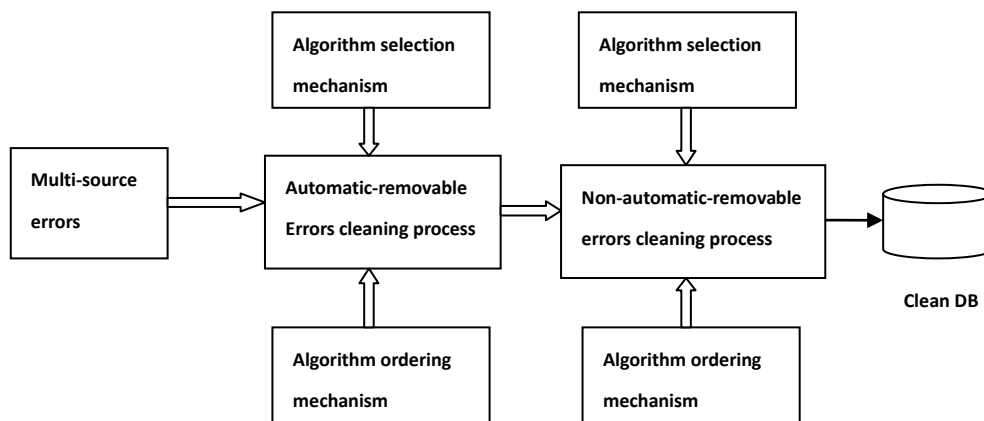 Algorithm selection
mechanism
Algorithm selection
mechanism
Multi-source
errors
Automatic-removable
Errors cleaning process
Non-automatic-removable
errors cleaning process
Clean DB
Algorithm ordering
mechanism
Algorithm ordering
mechanism